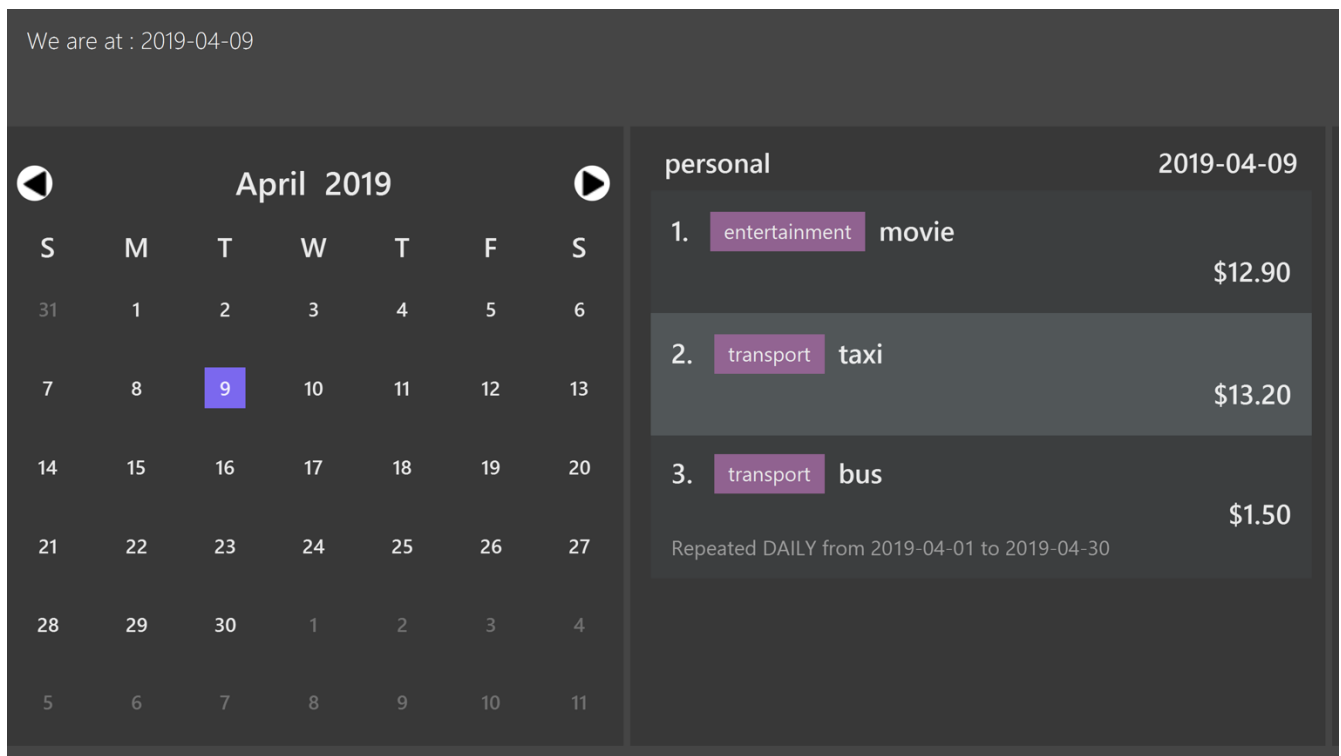 We are at : 2019-04-09
April 2019
S M T W T F S
31 1 2 3 4 5 6
7 8 9 10 11 12 13
14 15 16 17 18 19 20
21 22 23 24 25 26 27
28 29 30 1 2 3 4
5 6 7 8 9 10 11
personal 2019-04-09
1. entertainment movie
$12.90
2. transport taxi
$13.20
3. transport bus
$1.50
Repeated DAILY from 2019-04-01 to 2019-04-30